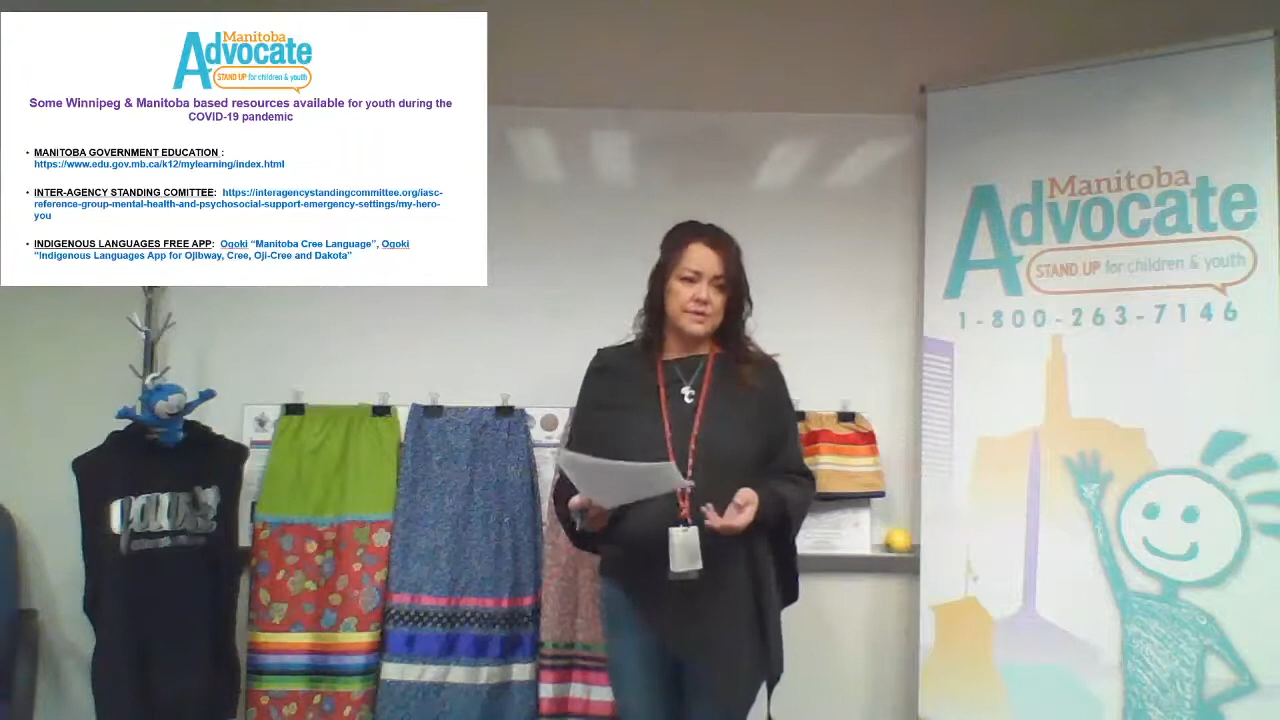 Manitoba
Advocate
STAND UP for children & youth
Some Winnipeg & Manitoba based resources available for youth during the
COVID-19 pandemic
• MANITOBA GOVERNMENT EDUCATION :
https://www.edu.gov.mb.ca/k12/mylearning/index.html
• INTER-AGENCY STANDING COMITTEE: https://interagencystandingcommittee.org/iasc-
reference-group-mental-health-and-psychosocial-support-emergency-settings/my-hero-
you
• INDIGENOUS LANGUAGES FREE APP: Ogoki “Manitoba Cree Language”, Ogoki
“Indigenous Languages App for Ojibway, Cree, Oji-Cree and Dakota”
Manitoba
Advocate
STAND UP for children & youth
1-800-263-7146